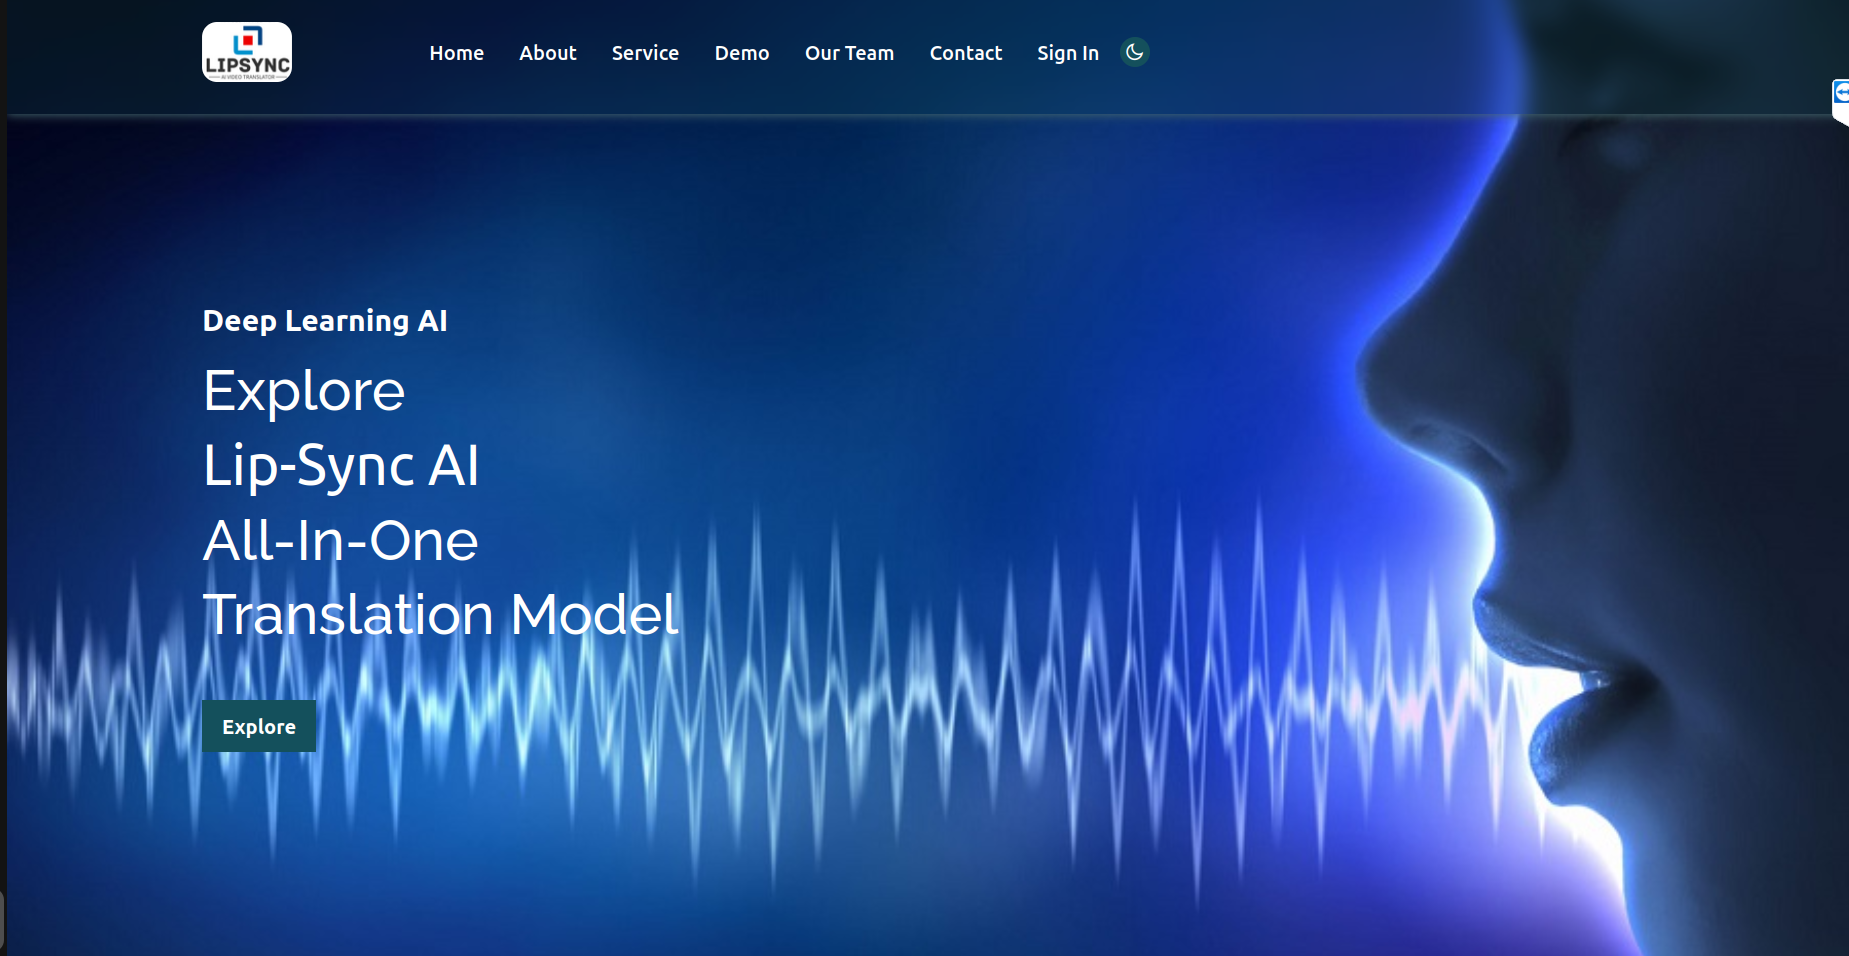 LIPSYNC
AI VIDEO TRANSLATOR
Home About Service Demo Our Team Contact Sign In
Deep Learning AI
Explore
Lip-Sync AI
All-In-One
Translation Model
Explore